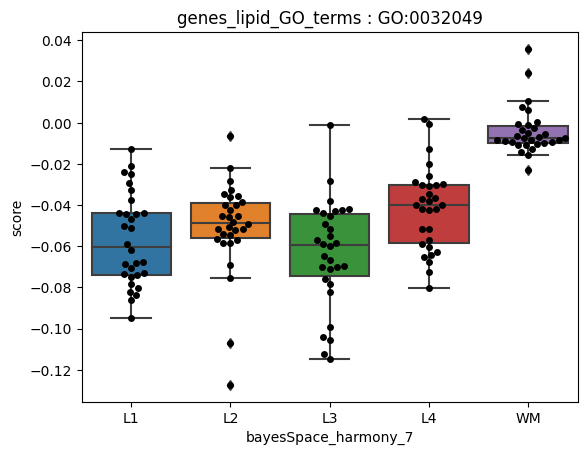 genes_lipid_GO_terms : GO:0032049
0.04
0.02
0.00
−0.02
−0.04
−0.06
−0.08
−0.10
−0.12
score
L1 L2 L3 L4 WM
bayesSpace_harmony_7